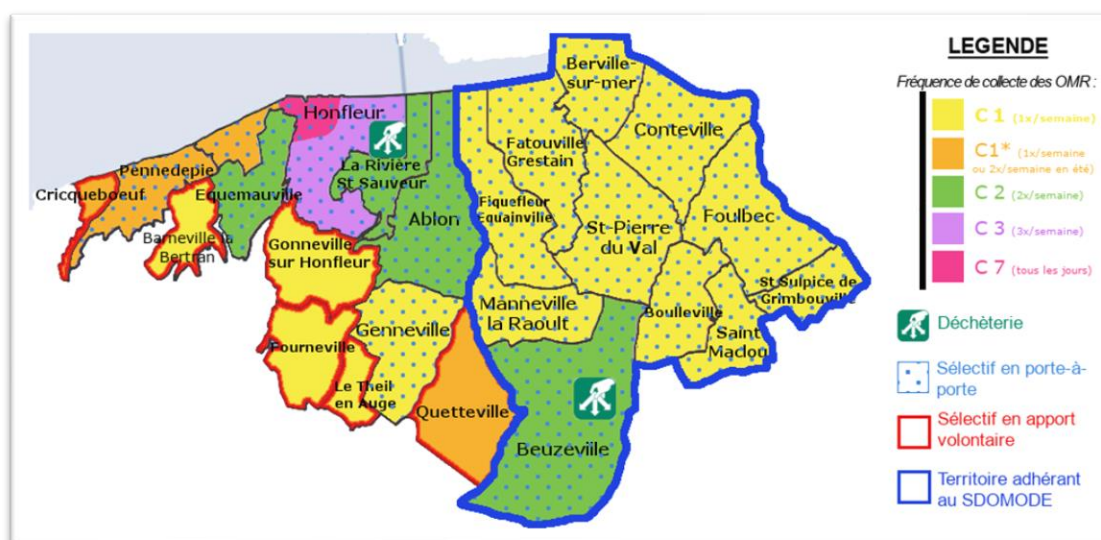 LEGENDE
Fréquence de collecte des OMR :
C 1 (1x/semaine)
C1* (1x/semaine
ou 2x/semaine en été)
C 2 (2x/semaine)
C 3 (3x/semaine)
C 7 (tous les jours)
Déchèterie
Sélectif en porte-à-
porte
Sélectif en apport
volontaire
Territoire adhérant
au SDOMODE
Berville-
sur-mer
Honfleur
Conteville
Fatouville
Grestain
Pennedepie
La Rivière
St Sauveur
Cricqueboeuf
Equemauville
Fiquefleur
Equainville
Ablon
Foulbec
St-Pierre
du Val
Barneville la
Bertran
Gonneville
sur Honfleur
St Sulpice de
Grimbouville
Manneville
la Raoult
Boulleville
Genneville
Saint
Maclou
Fourneville
Le Theil
en Auge
Quetteville
Beuzeville